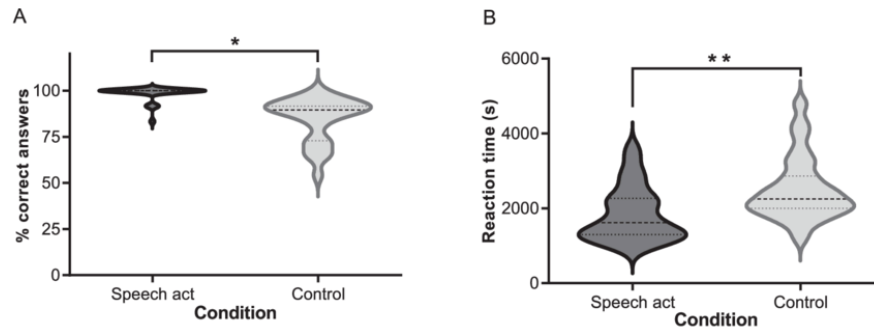 A
*
100
75
50
25
0
% correct answers
Speech act
Control
Condition
B
**
6000
4000
2000
0
Reaction time (s)
Speech act
Control
Condition